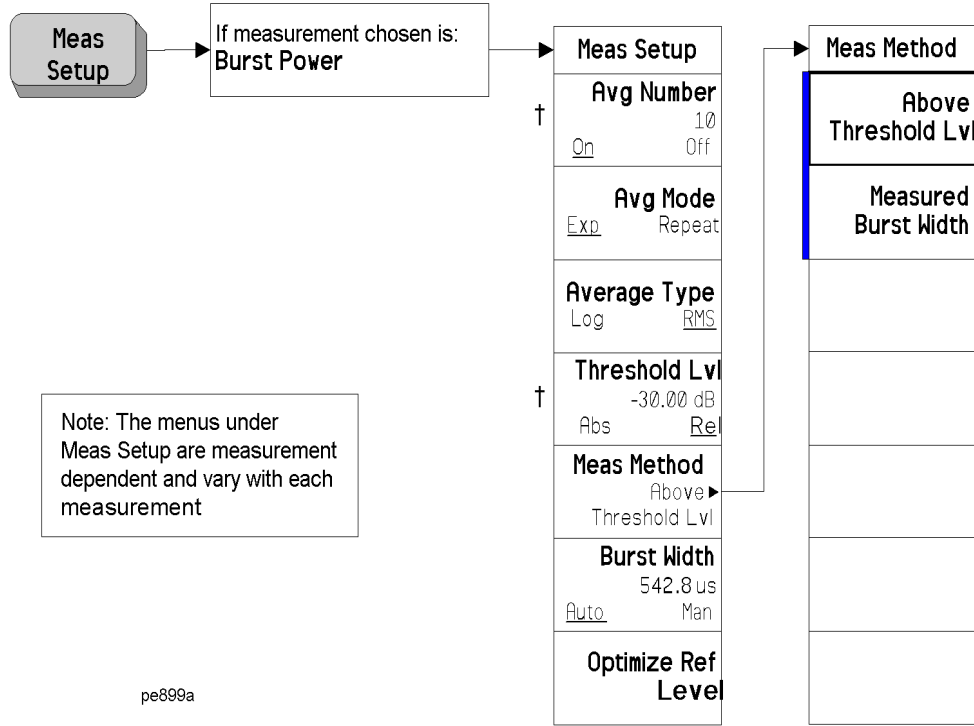 Meas
Setup
If measurement chosen is:
Burst Power
Note: The menus under
Meas Setup are measurement
dependent and vary with each
measurement
pe899a
Meas Setup
†
Avg Number
10
On Off
Avg Mode
Exp Repeat
Average Type
Log RMS
†
Threshold Lvl
-30.00 dB
Abs Rel
Meas Method
Above
Threshold Lvl
Burst Width
542.8 us
Auto Man
Optimize Ref
Level
Meas Method
Above
Threshold Lvl
Measured
Burst Width